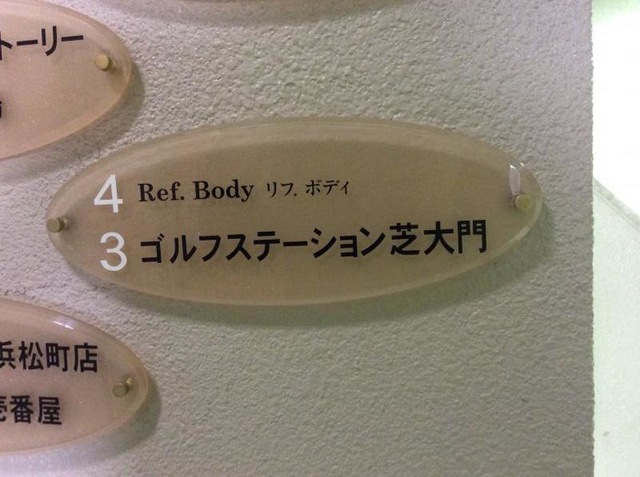 トーリー
4 Ref. Body リフ. ボディ
3 ゴルフステーション芝大門
浜松町店
壱番屋